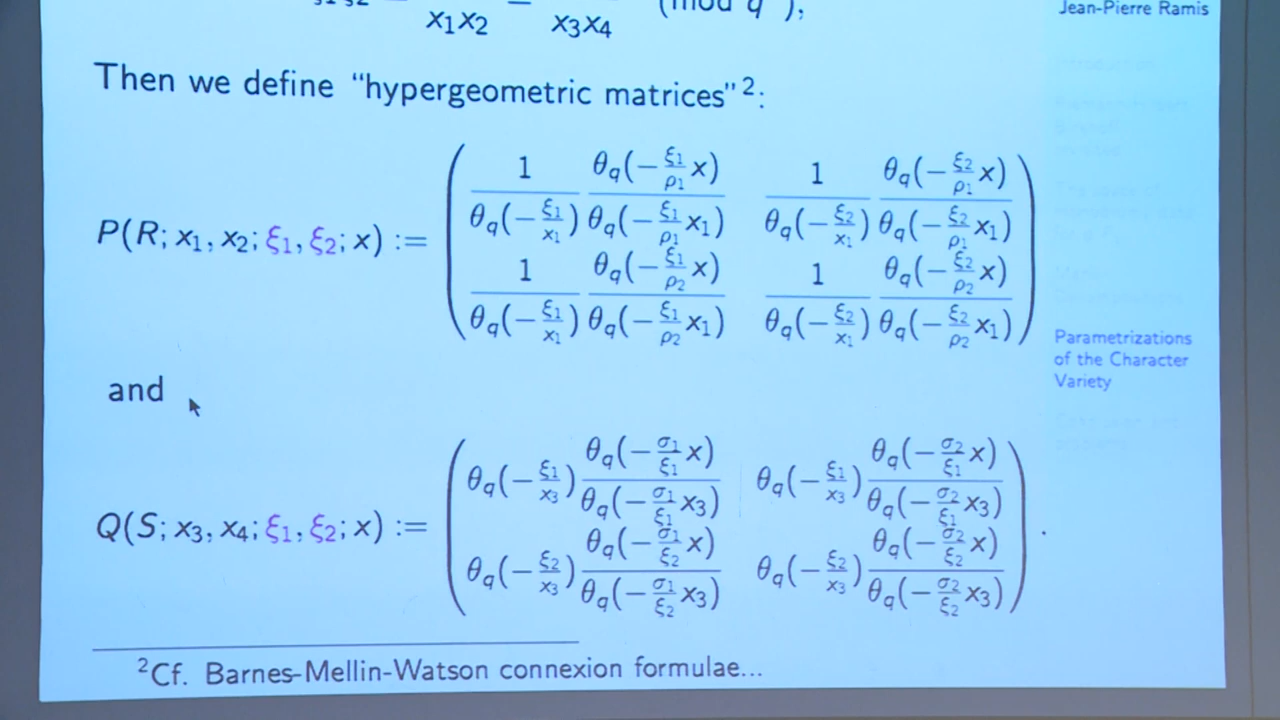 x₁x₂ x₃x₄ (mod q ),
Then we define “hypergeometric matrices”²:
P(R; x₁, x₂; ξ₁, ξ₂; x) := ( 1/θ_q(−ξ₁/x₁) θ_q(−(ξ₁/ρ₁)x)/θ_q(−(ξ₁/ρ₁)x₁) 1/θ_q(−ξ₂/x₁) θ_q(−(ξ₂/ρ₁)x)/θ_q(−(ξ₂/ρ₁)x₁)
1/θ_q(−ξ₁/x₁) θ_q(−(ξ₁/ρ₂)x)/θ_q(−(ξ₁/ρ₂)x₁) 1/θ_q(−ξ₂/x₁) θ_q(−(ξ₂/ρ₂)x)/θ_q(−(ξ₂/ρ₂)x₁) )
and
Q(S; x₃, x₄; ξ₁, ξ₂; x) := ( θ_q(−ξ₁/x₃) θ_q(−(σ₁/ξ₁)x)/θ_q(−(σ₁/ξ₁)x₃) θ_q(−ξ₁/x₃) θ_q(−(σ₂/ξ₁)x)/θ_q(−(σ₂/ξ₁)x₃)
θ_q(−ξ₂/x₃) θ_q(−(σ₁/ξ₂)x)/θ_q(−(σ₁/ξ₂)x₃) θ_q(−ξ₂/x₃) θ_q(−(σ₂/ξ₂)x)/θ_q(−(σ₂/ξ₂)x₃) ).
²Cf. Barnes-Mellin-Watson connexion formulae...
Jean-Pierre Ramis
Introduction
Parametrizations
of the Character
Variety